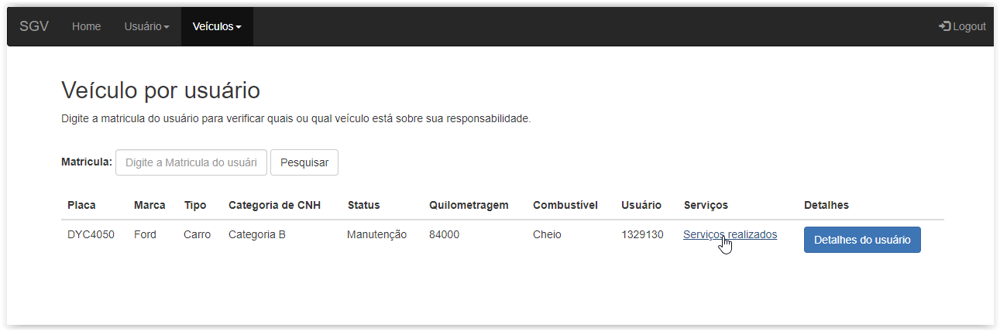 SGV Home Usuário Veículos Logout
Veículo por usuário
Digite a matricula do usuário para verificar quais ou qual veículo está sobre sua responsabilidade.
Matricula: Digite a Matricula do usuári Pesquisar
Placa Marca Tipo Categoria de CNH Status Quilometragem Combustível Usuário Serviços Detalhes
DYC4050 Ford Carro Categoria B Manutenção 84000 Cheio 1329130 Serviços realizados Detalhes do usuário